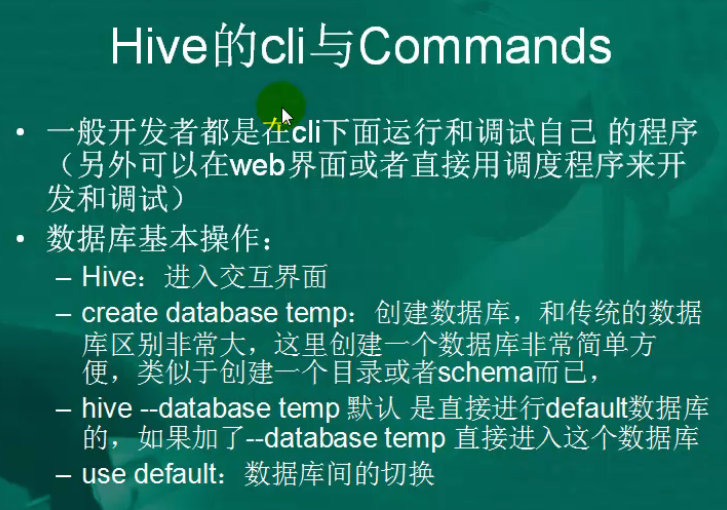 Hive的cli与Commands
• 一般开发者都是在cli下面运行和调试自己 的程序
（另外可以在web界面或者直接用调度程序来开
发和调试）
• 数据库基本操作：
– Hive：进入交互界面
– create database temp：创建数据库，和传统的数据
库区别非常大，这里创建一个数据库非常简单方
便，类似于创建一个目录或者schema而已，
– hive --database temp 默认 是直接进行default数据库
的，如果加了--database temp 直接进入这个数据库
– use default：数据库间的切换